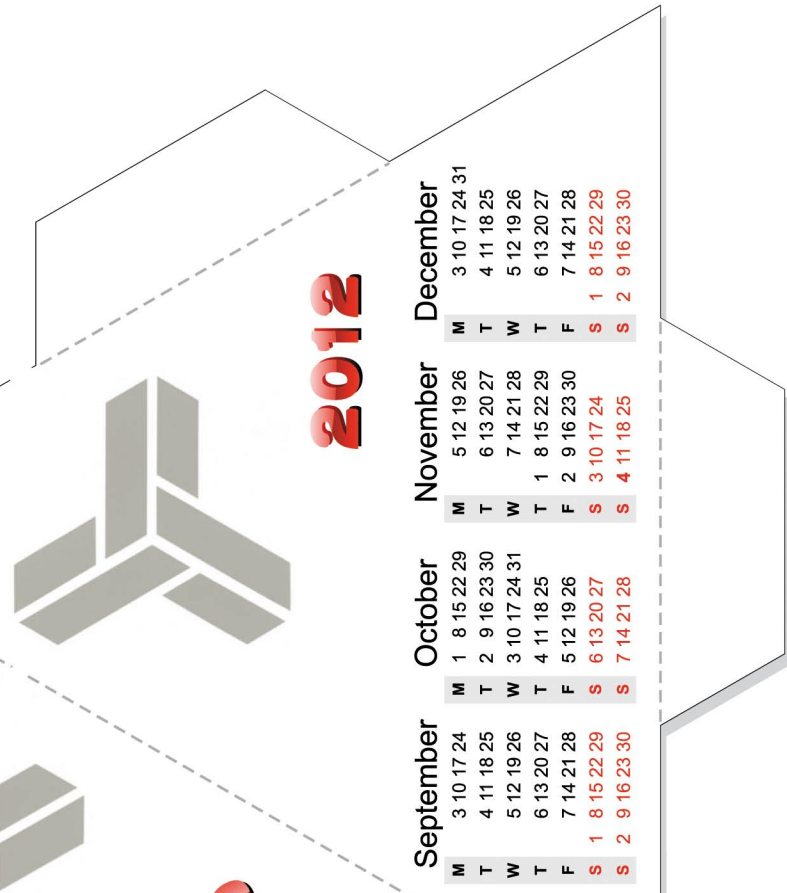 2012
September
M 3 10 17 24
T 4 11 18 25
W 5 12 19 26
T 6 13 20 27
F 7 14 21 28
S 1 8 15 22 29
S 2 9 16 23 30
October
M 1 8 15 22 29
T 2 9 16 23 30
W 3 10 17 24 31
T 4 11 18 25
F 5 12 19 26
S 6 13 20 27
S 7 14 21 28
November
M 5 12 19 26
T 6 13 20 27
W 7 14 21 28
T 1 8 15 22 29
F 2 9 16 23 30
S 3 10 17 24
S 4 11 18 25
December
M 3 10 17 24 31
T 4 11 18 25
W 5 12 19 26
T 6 13 20 27
F 7 14 21 28
S 1 8 15 22 29
S 2 9 16 23 30